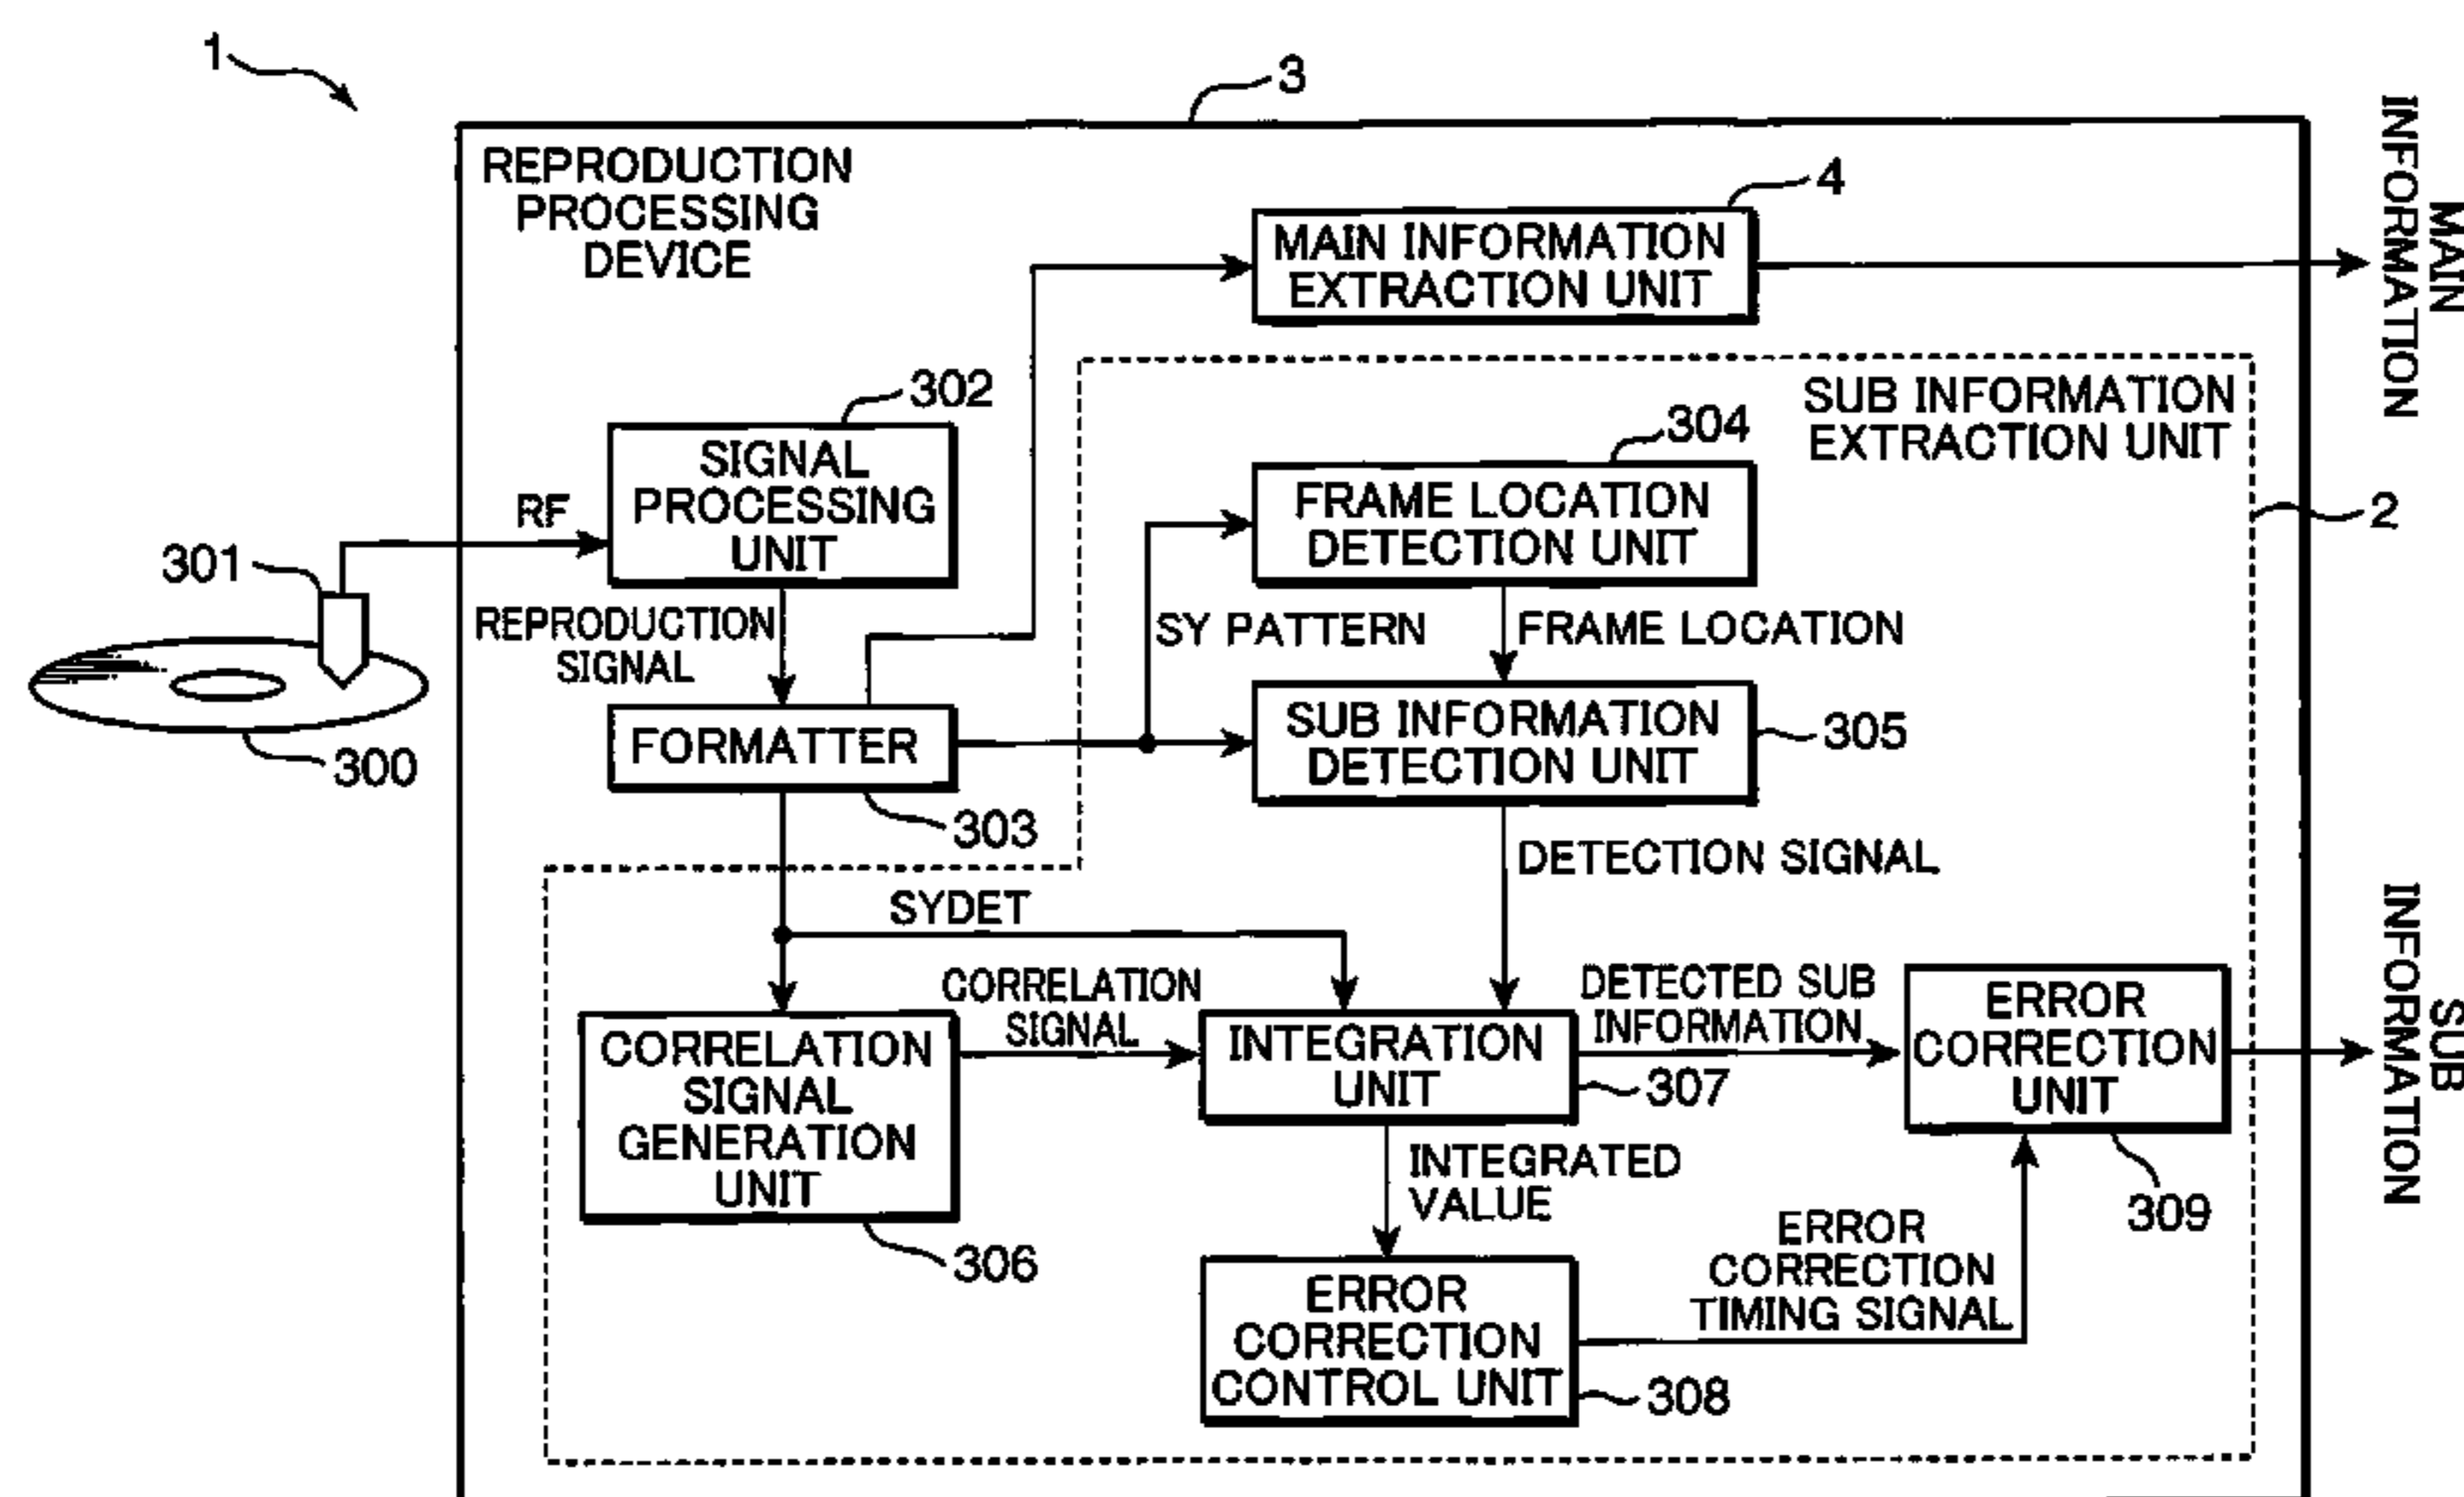 1
3
REPRODUCTION
PROCESSING
DEVICE
4
MAIN INFORMATION
EXTRACTION UNIT
MAIN
INFORMATION
302
SIGNAL
PROCESSING
UNIT
RF
301
300
REPRODUCTION
SIGNAL
FORMATTER
303
SUB INFORMATION
EXTRACTION UNIT
2
304
FRAME LOCATION
DETECTION UNIT
SY PATTERN
FRAME LOCATION
SUB INFORMATION
DETECTION UNIT
305
DETECTION SIGNAL
SYDET
CORRELATION
SIGNAL
GENERATION
UNIT
306
CORRELATION
SIGNAL
INTEGRATION
UNIT
307
DETECTED SUB
INFORMATION
ERROR
CORRECTION
UNIT
309
SUB
INFORMATION
INTEGRATED
VALUE
ERROR
CORRECTION
CONTROL UNIT
308
ERROR
CORRECTION
TIMING SIGNAL